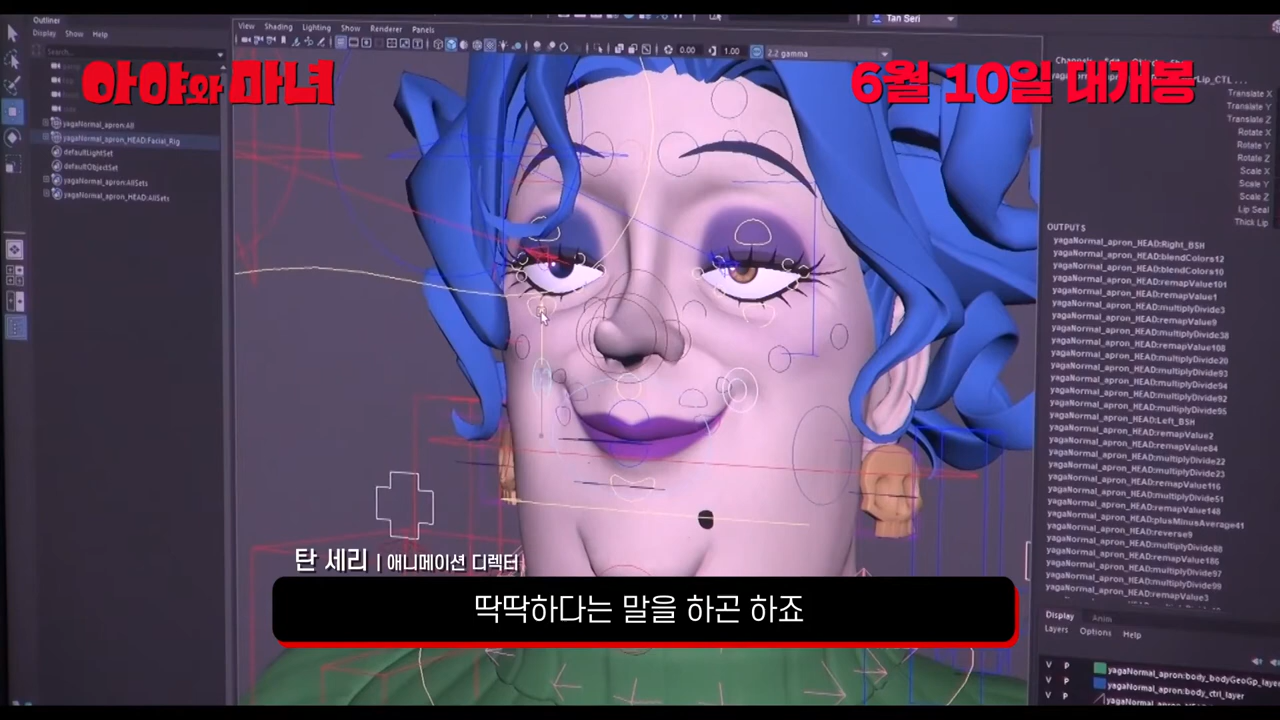 Outliner
Display Show Help
Search...
yagaNormal_apron:All
yagaNormal_apron_HEAD:Facial_Rig
defaultLightSet
defaultObjectSet
yagaNormal_apron:AllSets
yagaNormal_apron_HEAD:AllSets
View Shading Lighting Show Renderer Panels
0.00 1.00 2.2 gamma
Tan Seri
아야와 마녀
6월 10일 대개봉
Translate X
Translate Y
Translate Z
Rotate X
Rotate Y
Rotate Z
Scale X
Scale Y
Scale Z
Lip Seal
Thick Lip
OUTPUTS
yagaNormal_apron_HEAD:Right_BSH
yagaNormal_apron_HEAD:blendColors12
yagaNormal_apron_HEAD:blendColors10
yagaNormal_apron_HEAD:remapValue101
yagaNormal_apron_HEAD:remapValue1
yagaNormal_apron_HEAD:multiplyDivide3
yagaNormal_apron_HEAD:remapValue9
yagaNormal_apron_HEAD:multiplyDivide38
yagaNormal_apron_HEAD:remapValue108
yagaNormal_apron_HEAD:multiplyDivide20
yagaNormal_apron_HEAD:multiplyDivide93
yagaNormal_apron_HEAD:multiplyDivide94
yagaNormal_apron_HEAD:multiplyDivide92
yagaNormal_apron_HEAD:multiplyDivide95
yagaNormal_apron_HEAD:Left_BSH
yagaNormal_apron_HEAD:remapValue2
yagaNormal_apron_HEAD:remapValue84
yagaNormal_apron_HEAD:multiplyDivide22
yagaNormal_apron_HEAD:multiplyDivide23
yagaNormal_apron_HEAD:remapValue116
yagaNormal_apron_HEAD:multiplyDivide51
yagaNormal_apron_HEAD:remapValue148
yagaNormal_apron_HEAD:plusMinusAverage41
yagaNormal_apron_HEAD:reverse9
yagaNormal_apron_HEAD:multiplyDivide88
yagaNormal_apron_HEAD:remapValue186
yagaNormal_apron_HEAD:multiplyDivide97
yagaNormal_apron_HEAD:multiplyDivide99
yagaNormal_apron_HEAD:remapValue3
Display Anim
Layers Options Help
V P yagaNormal_apron:body_bodyGeoGp_laye
V P yagaNormal_apron:body_ctrl_layer
V P
탄 세리 | 애니메이션 디렉터
딱딱하다는 말을 하곤 하죠